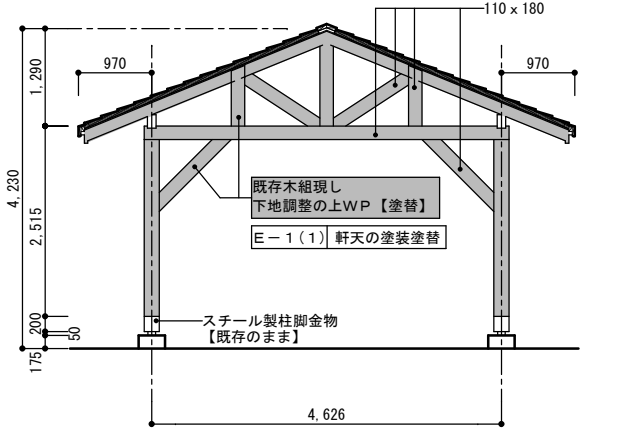 110 x 180
970
970
1,290
4,230
2,515
既存木組現し
下地調整の上WP【塗替】
E-1(1) 軒天の塗装塗替
200
50
スチール製柱脚金物
【既存のまま】
175
4,626